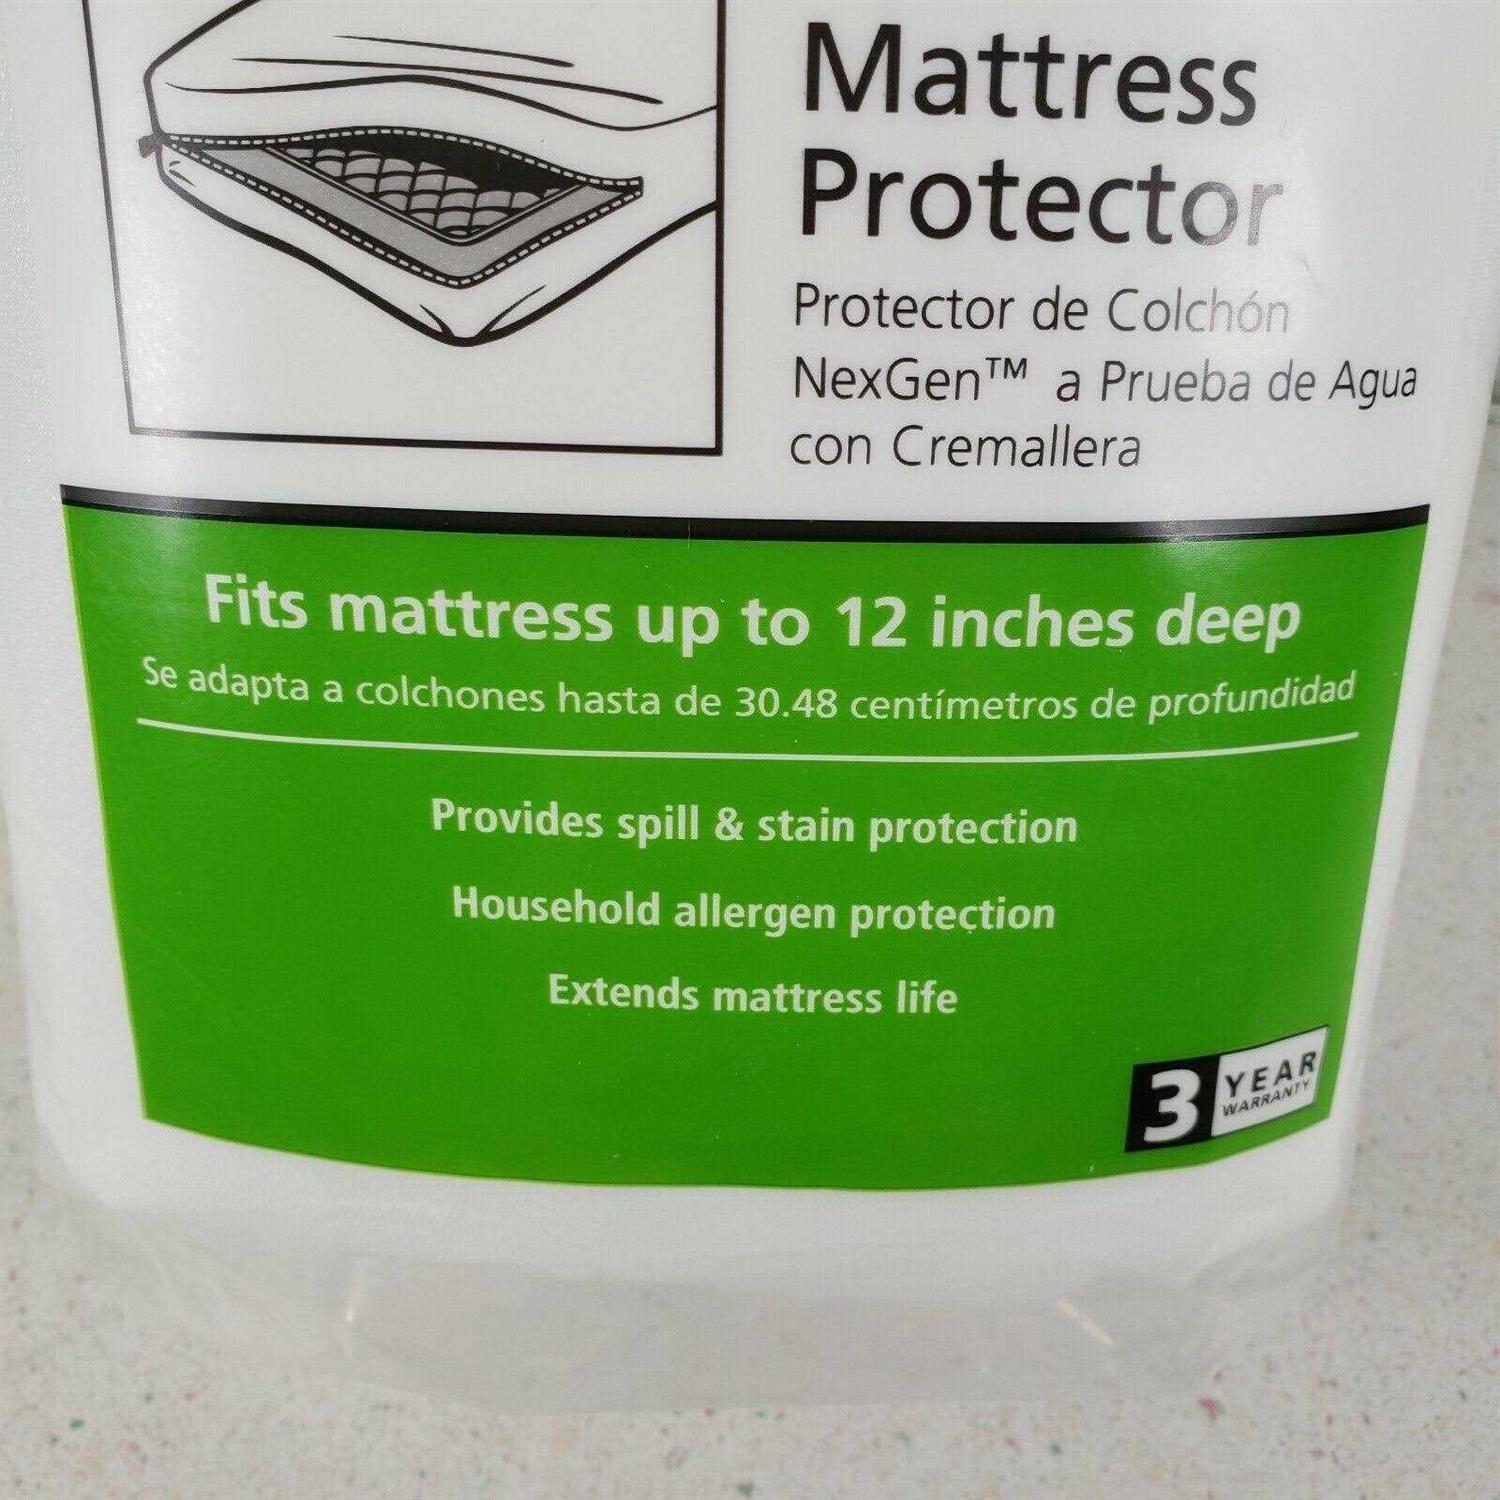 Mattress
Protector
Protector de Colchón
NexGen™ a Prueba de Agua
con Cremallera
Fits mattress up to 12 inches deep
Se adapta a colchones hasta de 30.48 centímetros de profundidad
Provides spill & stain protection
Household allergen protection
Extends mattress life
3 YEAR
WARRANTY